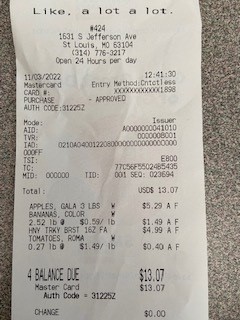 Like, a lot a lot.
#424
1631 S Jefferson Ave
St Louis, MO 63104
(314) 776-3217
Open 24 Hours per day
11/03/2022 12:41:30
Mastercard Entry Method:Cntctless
CARD #: XXXXXXXXXXXX1898
PURCHASE - APPROVED
AUTH CODE:31225Z
Mode: Issuer
AID: A0000000041010
TVR: 0000008001
IAD: 0210A04001220800000000000000000000FF
TSI: E800
TC: 77C56F55024B5435
MID: 000000 TID: 001 SEQ: 023694
Total: USD$ 13.07
APPLES, GALA 3 LBS W $5.29 A F
BANANAS, COLOR W
2.52 lb @ $0.59/ lb $1.49 A F
HNY TRKY BRST 16Z FA $4.99 A F
TOMATOES, ROMA W
0.27 lb @ $1.49/ lb $0.40 A F
4 BALANCE DUE $13.07
Master Card $13.07
Auth Code = 31225Z
CHANGE $0.00